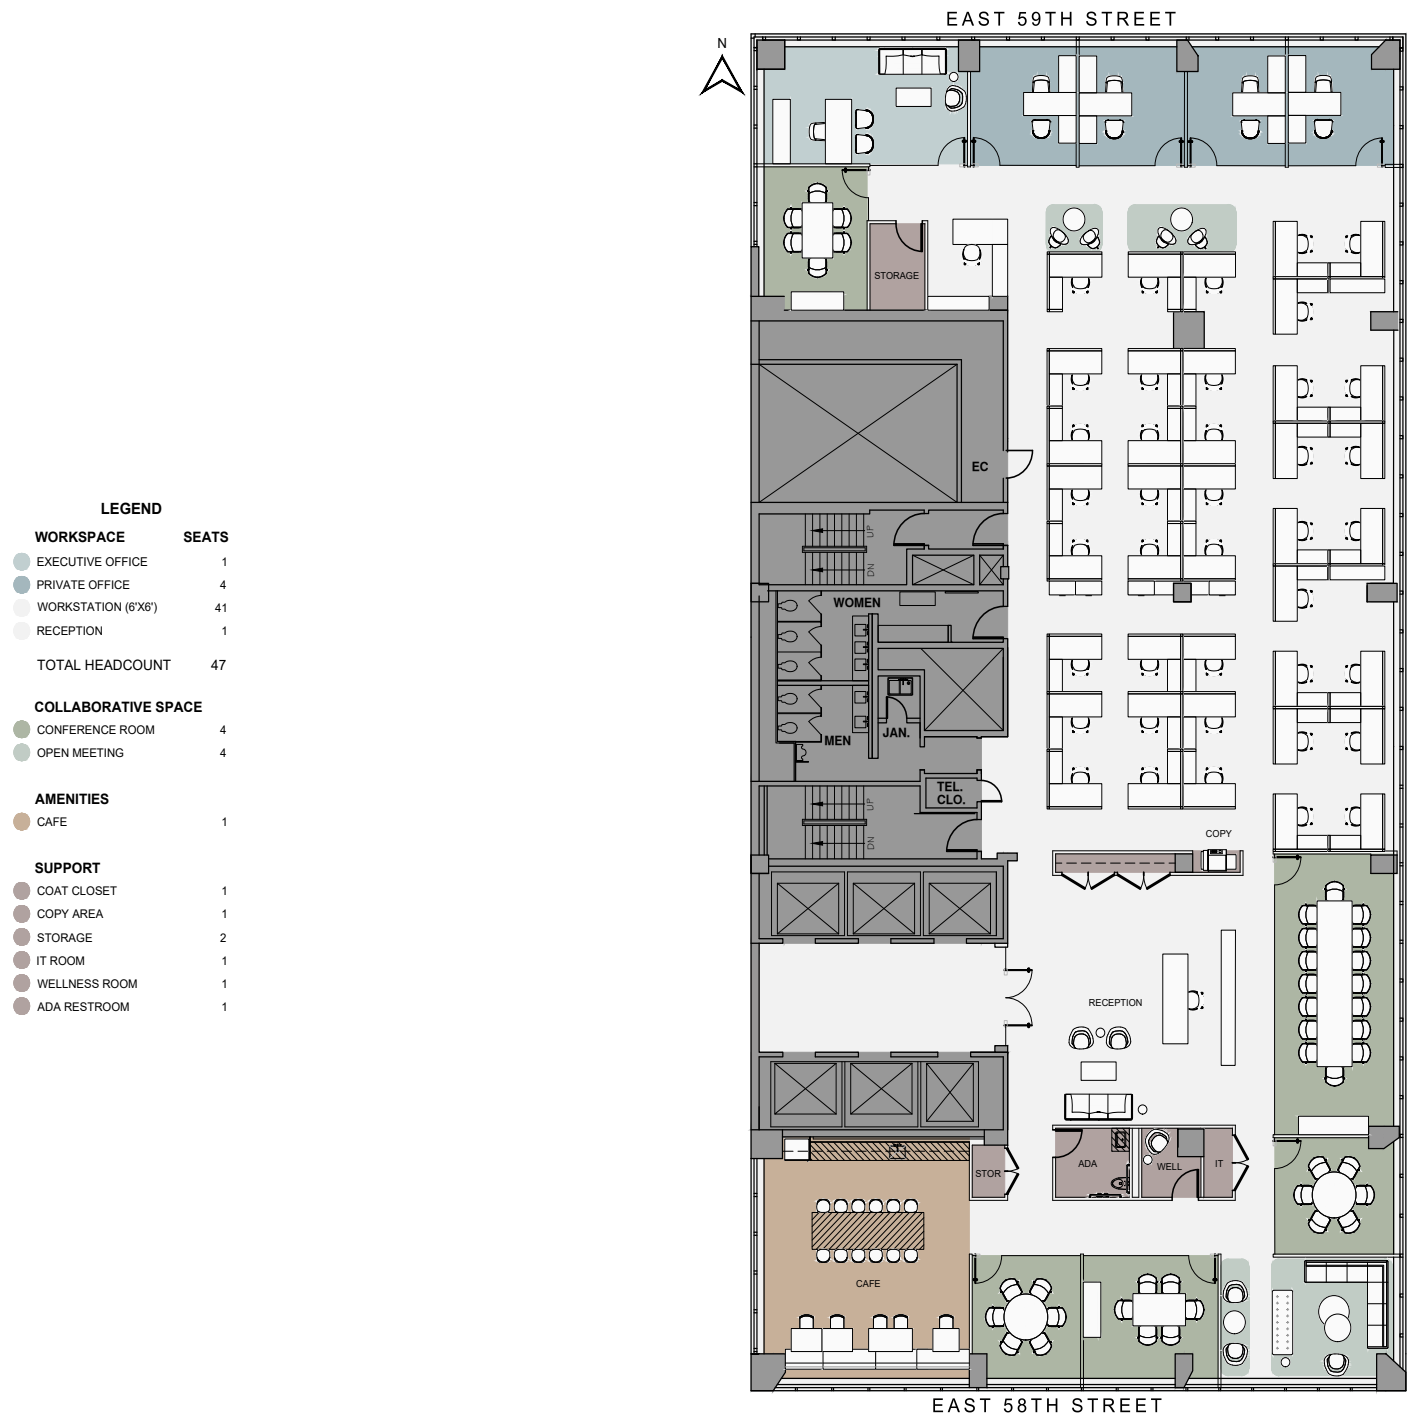 EAST 59TH STREET
N
STORAGE
EC
UP
DN
WOMEN
MEN
JAN.
TEL.
CLO.
UP
DN
COPY
RECEPTION
STOR
ADA
WELL
IT
CAFE
EAST 58TH STREET
LEGEND
WORKSPACE SEATS
EXECUTIVE OFFICE 1
PRIVATE OFFICE 4
WORKSTATION (6'X6') 41
RECEPTION 1
TOTAL HEADCOUNT 47
COLLABORATIVE SPACE
CONFERENCE ROOM 4
OPEN MEETING 4
AMENITIES
CAFE 1
SUPPORT
COAT CLOSET 1
COPY AREA 1
STORAGE 2
IT ROOM 1
WELLNESS ROOM 1
ADA RESTROOM 1